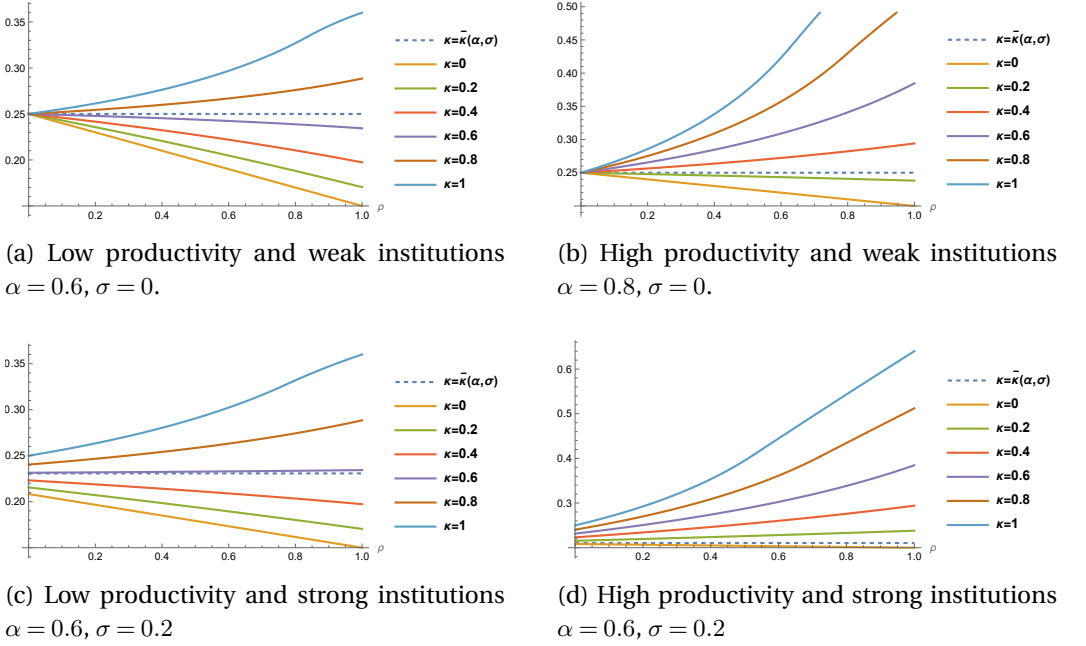 0.35
0.30
0.25
0.20
0.2 0.4 0.6 0.8 1.0 ρ
κ=κ̄(α,σ)
κ=0
κ=0.2
κ=0.4
κ=0.6
κ=0.8
κ=1
(a) Low productivity and weak institutions
α = 0.6, σ = 0.
0.50
0.45
0.40
0.35
0.30
0.25
0.20
0.2 0.4 0.6 0.8 1.0 ρ
κ=κ̄(α,σ)
κ=0
κ=0.2
κ=0.4
κ=0.6
κ=0.8
κ=1
(b) High productivity and weak institutions
α = 0.8, σ = 0.
0.35
0.30
0.25
0.20
0.2 0.4 0.6 0.8 1.0 ρ
κ=κ̄(α,σ)
κ=0
κ=0.2
κ=0.4
κ=0.6
κ=0.8
κ=1
(c) Low productivity and strong institutions
α = 0.6, σ = 0.2
0.6
0.5
0.4
0.3
0.2 0.4 0.6 0.8 1.0 ρ
κ=κ̄(α,σ)
κ=0
κ=0.2
κ=0.4
κ=0.6
κ=0.8
κ=1
(d) High productivity and strong institutions
α = 0.6, σ = 0.2